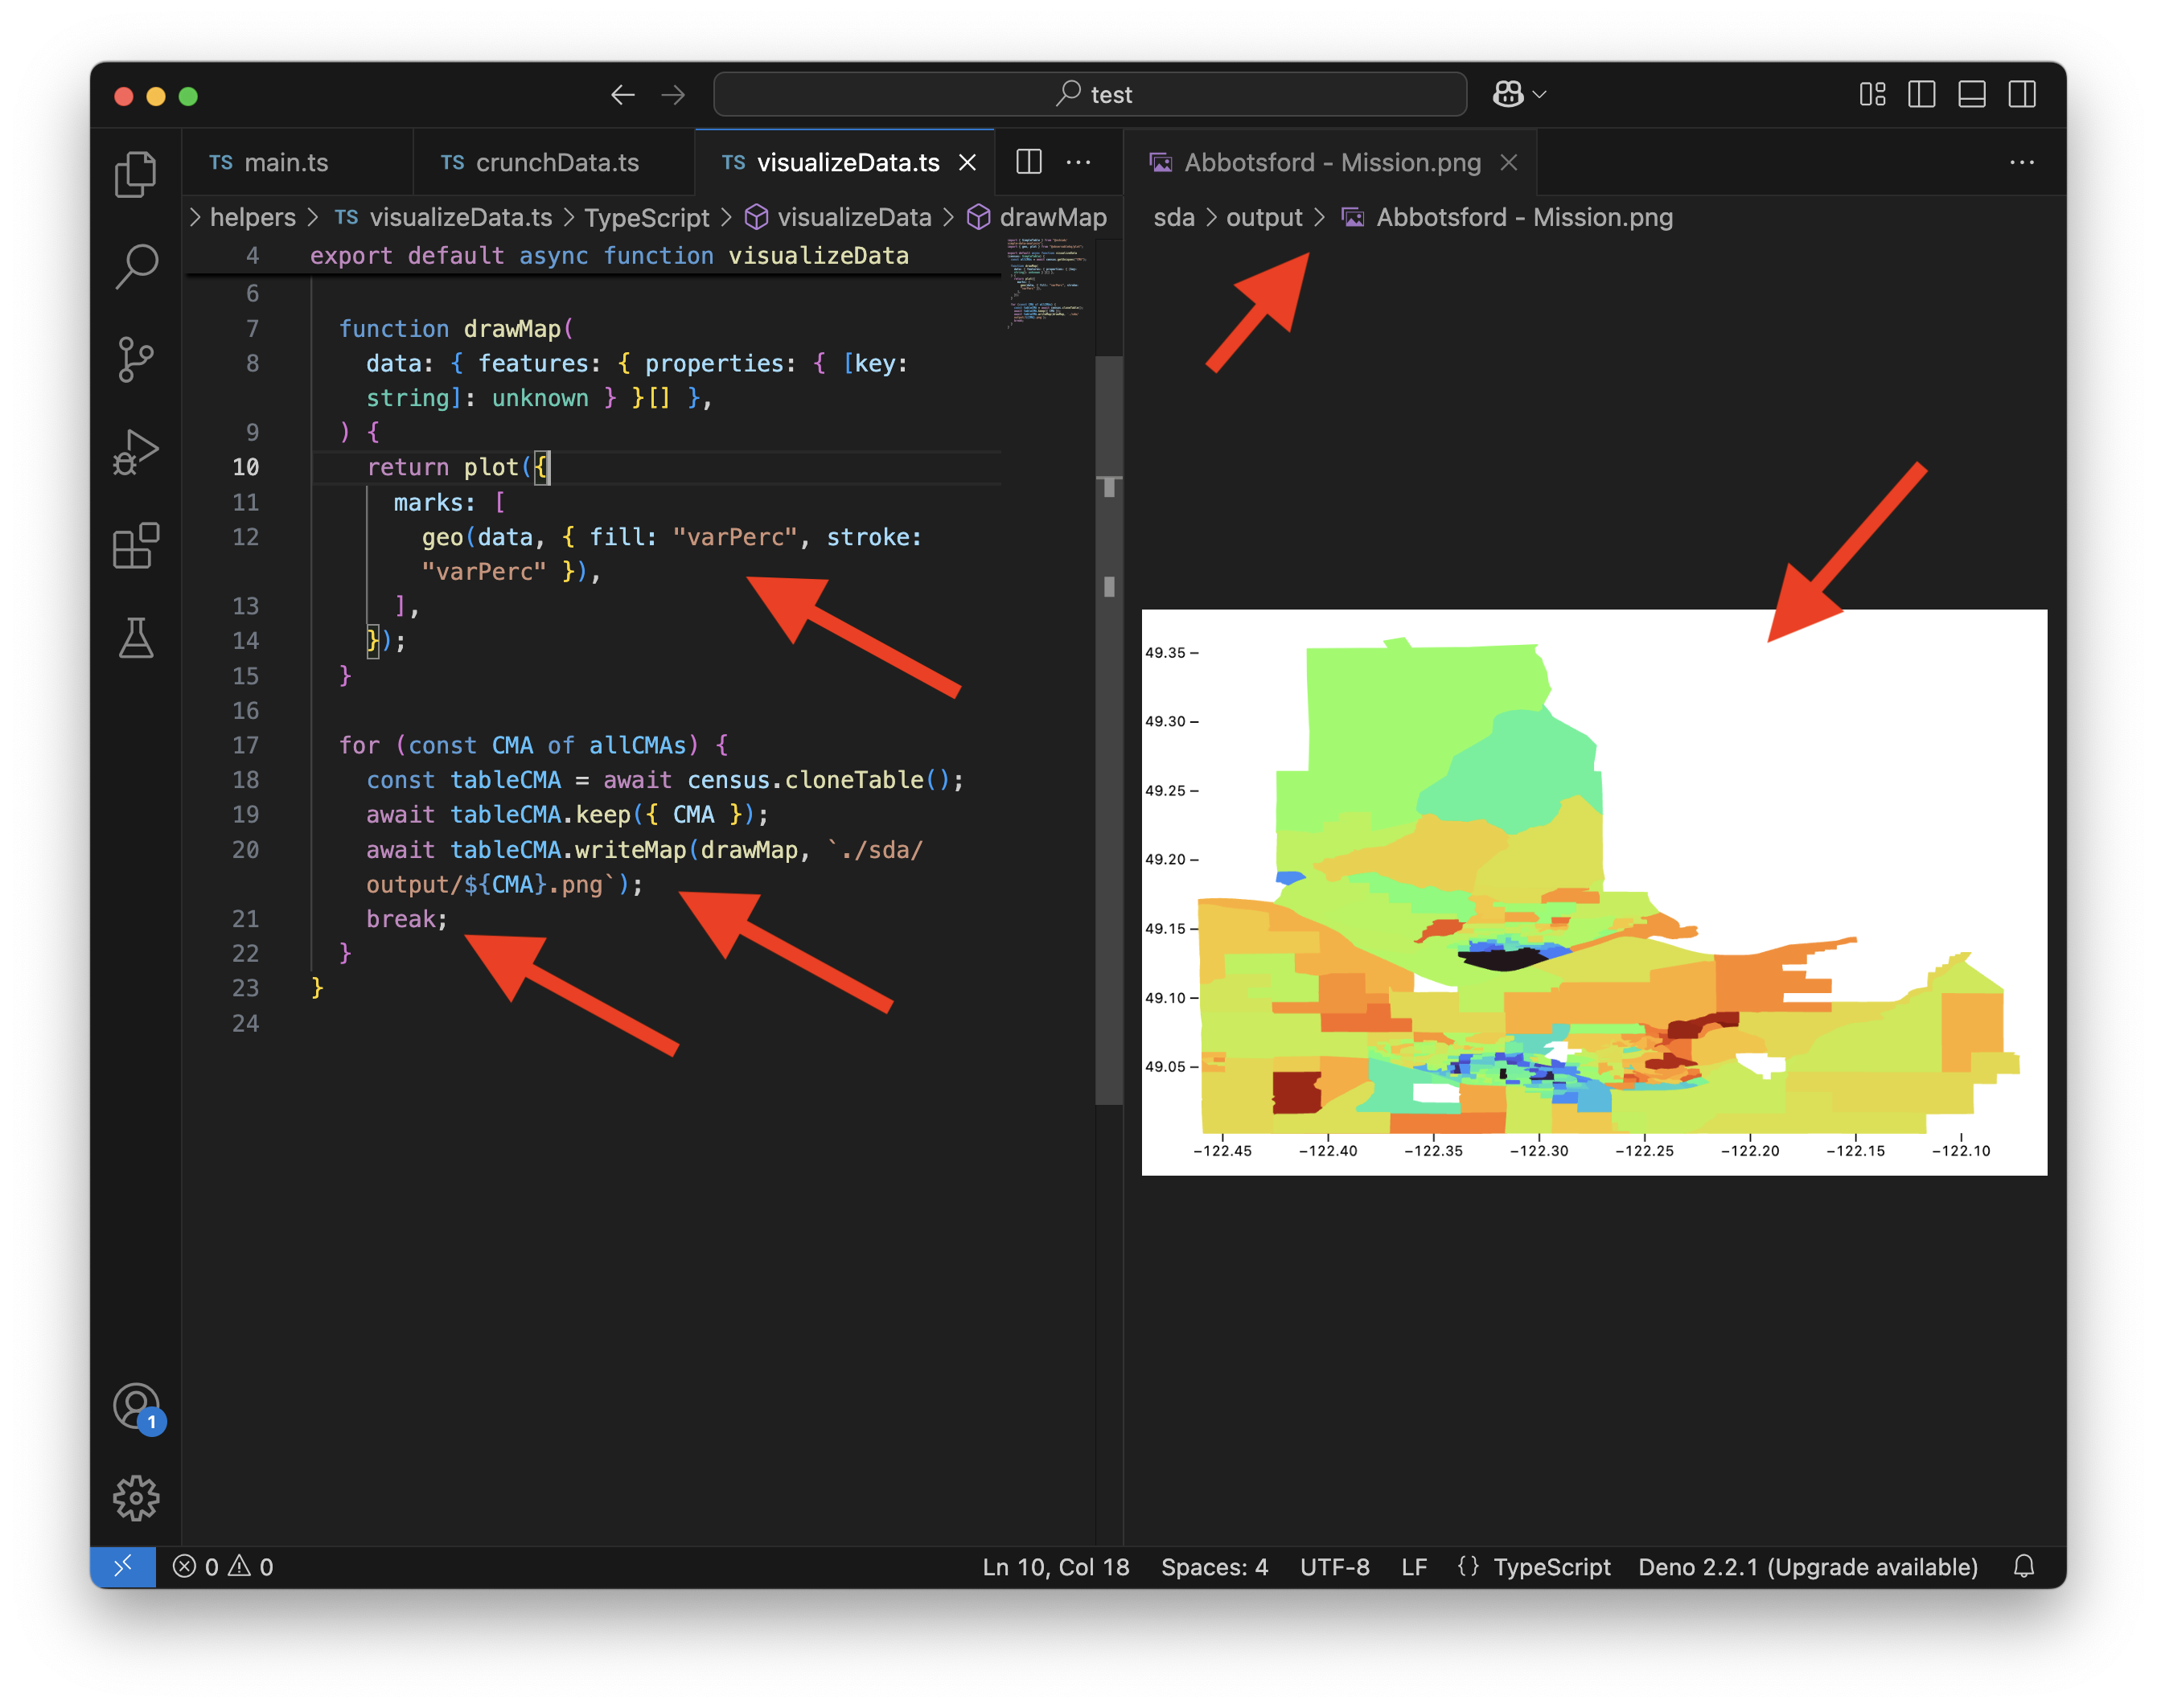 test
TS main.ts
TS crunchData.ts
TS visualizeData.ts
Abbotsford - Mission.png
helpers > TS visualizeData.ts > TypeScript > visualizeData > drawMap
sda > output > Abbotsford - Mission.png
4 export default async function visualizeData
6
7 function drawMap(
8 data: { features: { properties: { [key:
string]: unknown } }[] },
9 ) {
10 return plot({
11 marks: [
12 geo(data, { fill: "varPerc", stroke:
"varPerc" }),
13 ],
14 });
15 }
16
17 for (const CMA of allCMAs) {
18 const tableCMA = await census.cloneTable();
19 await tableCMA.keep({ CMA });
20 await tableCMA.writeMap(drawMap, `./sda/
output/${CMA}.png`);
21 break;
22 }
23 }
24
49.35
49.30
49.25
49.20
49.15
49.10
49.05
−122.45 −122.40 −122.35 −122.30 −122.25 −122.20 −122.15 −122.10
1
0 0
Ln 10, Col 18 Spaces: 4 UTF-8 LF {} TypeScript Deno 2.2.1 (Upgrade available)